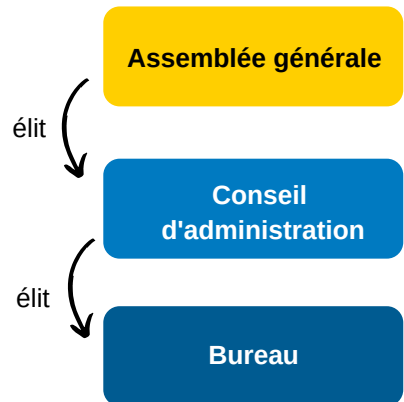 Assemblée générale
élit
Conseil
d'administration
élit
Bureau